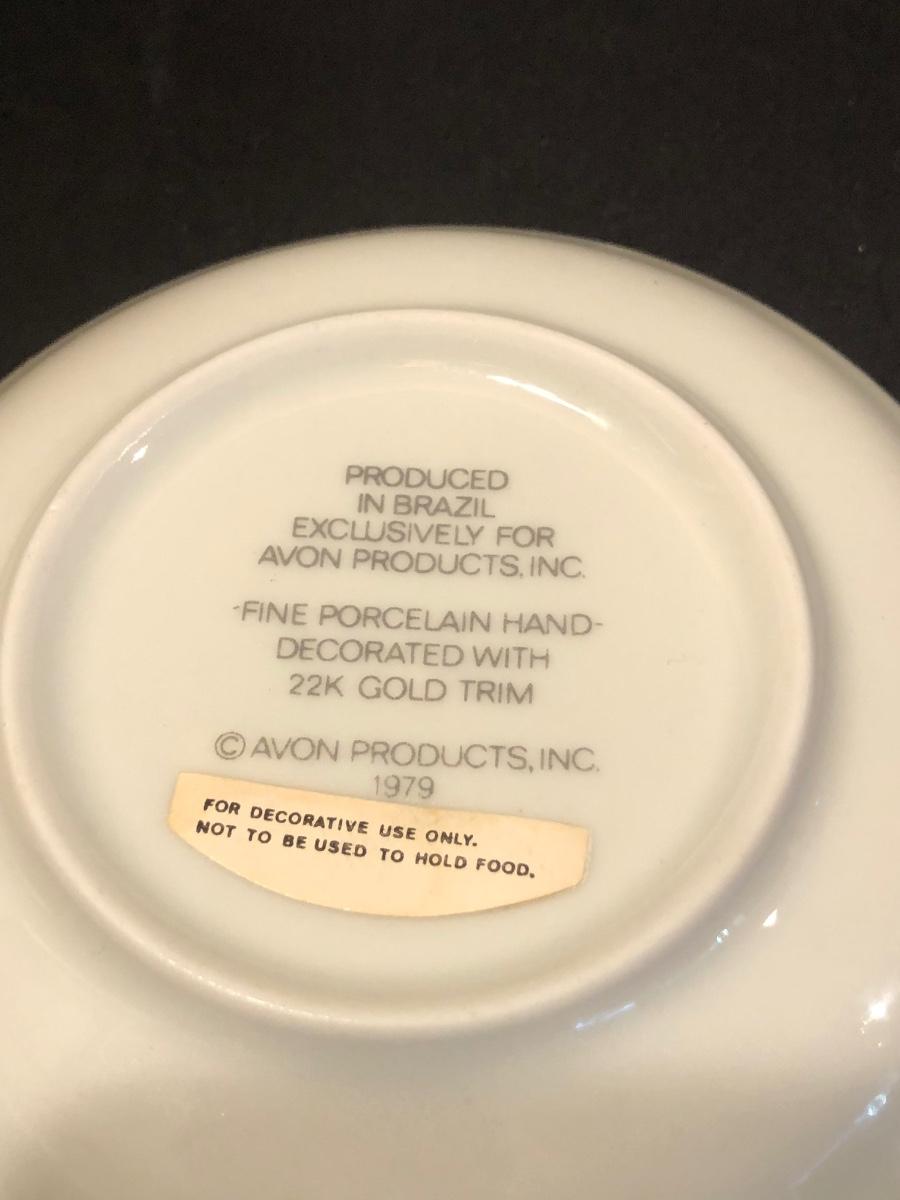 PRODUCED
IN BRAZIL
EXCLUSIVELY FOR
AVON PRODUCTS, INC.
-FINE PORCELAIN HAND-
DECORATED WITH
22K GOLD TRIM
© AVON PRODUCTS, INC.
1979
FOR DECORATIVE USE ONLY.
NOT TO BE USED TO HOLD FOOD.